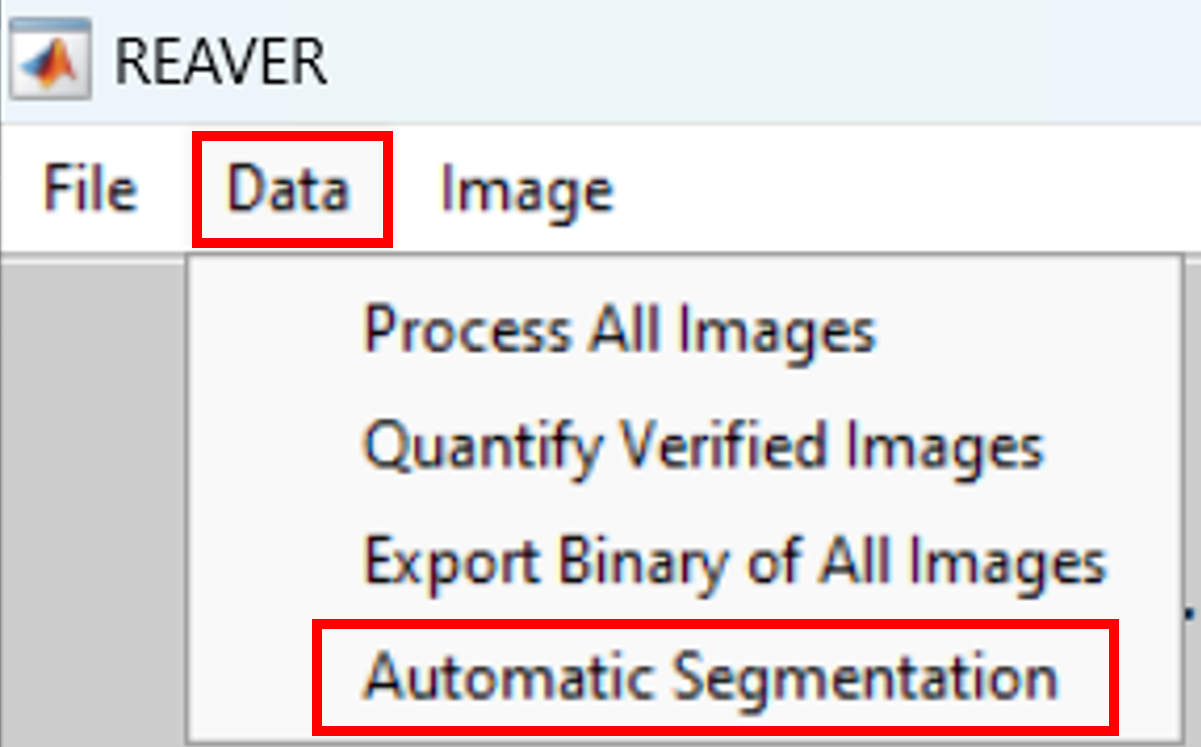 REAVER
File Data Image
Process All Images
Quantify Verified Images
Export Binary of All Images
Automatic Segmentation